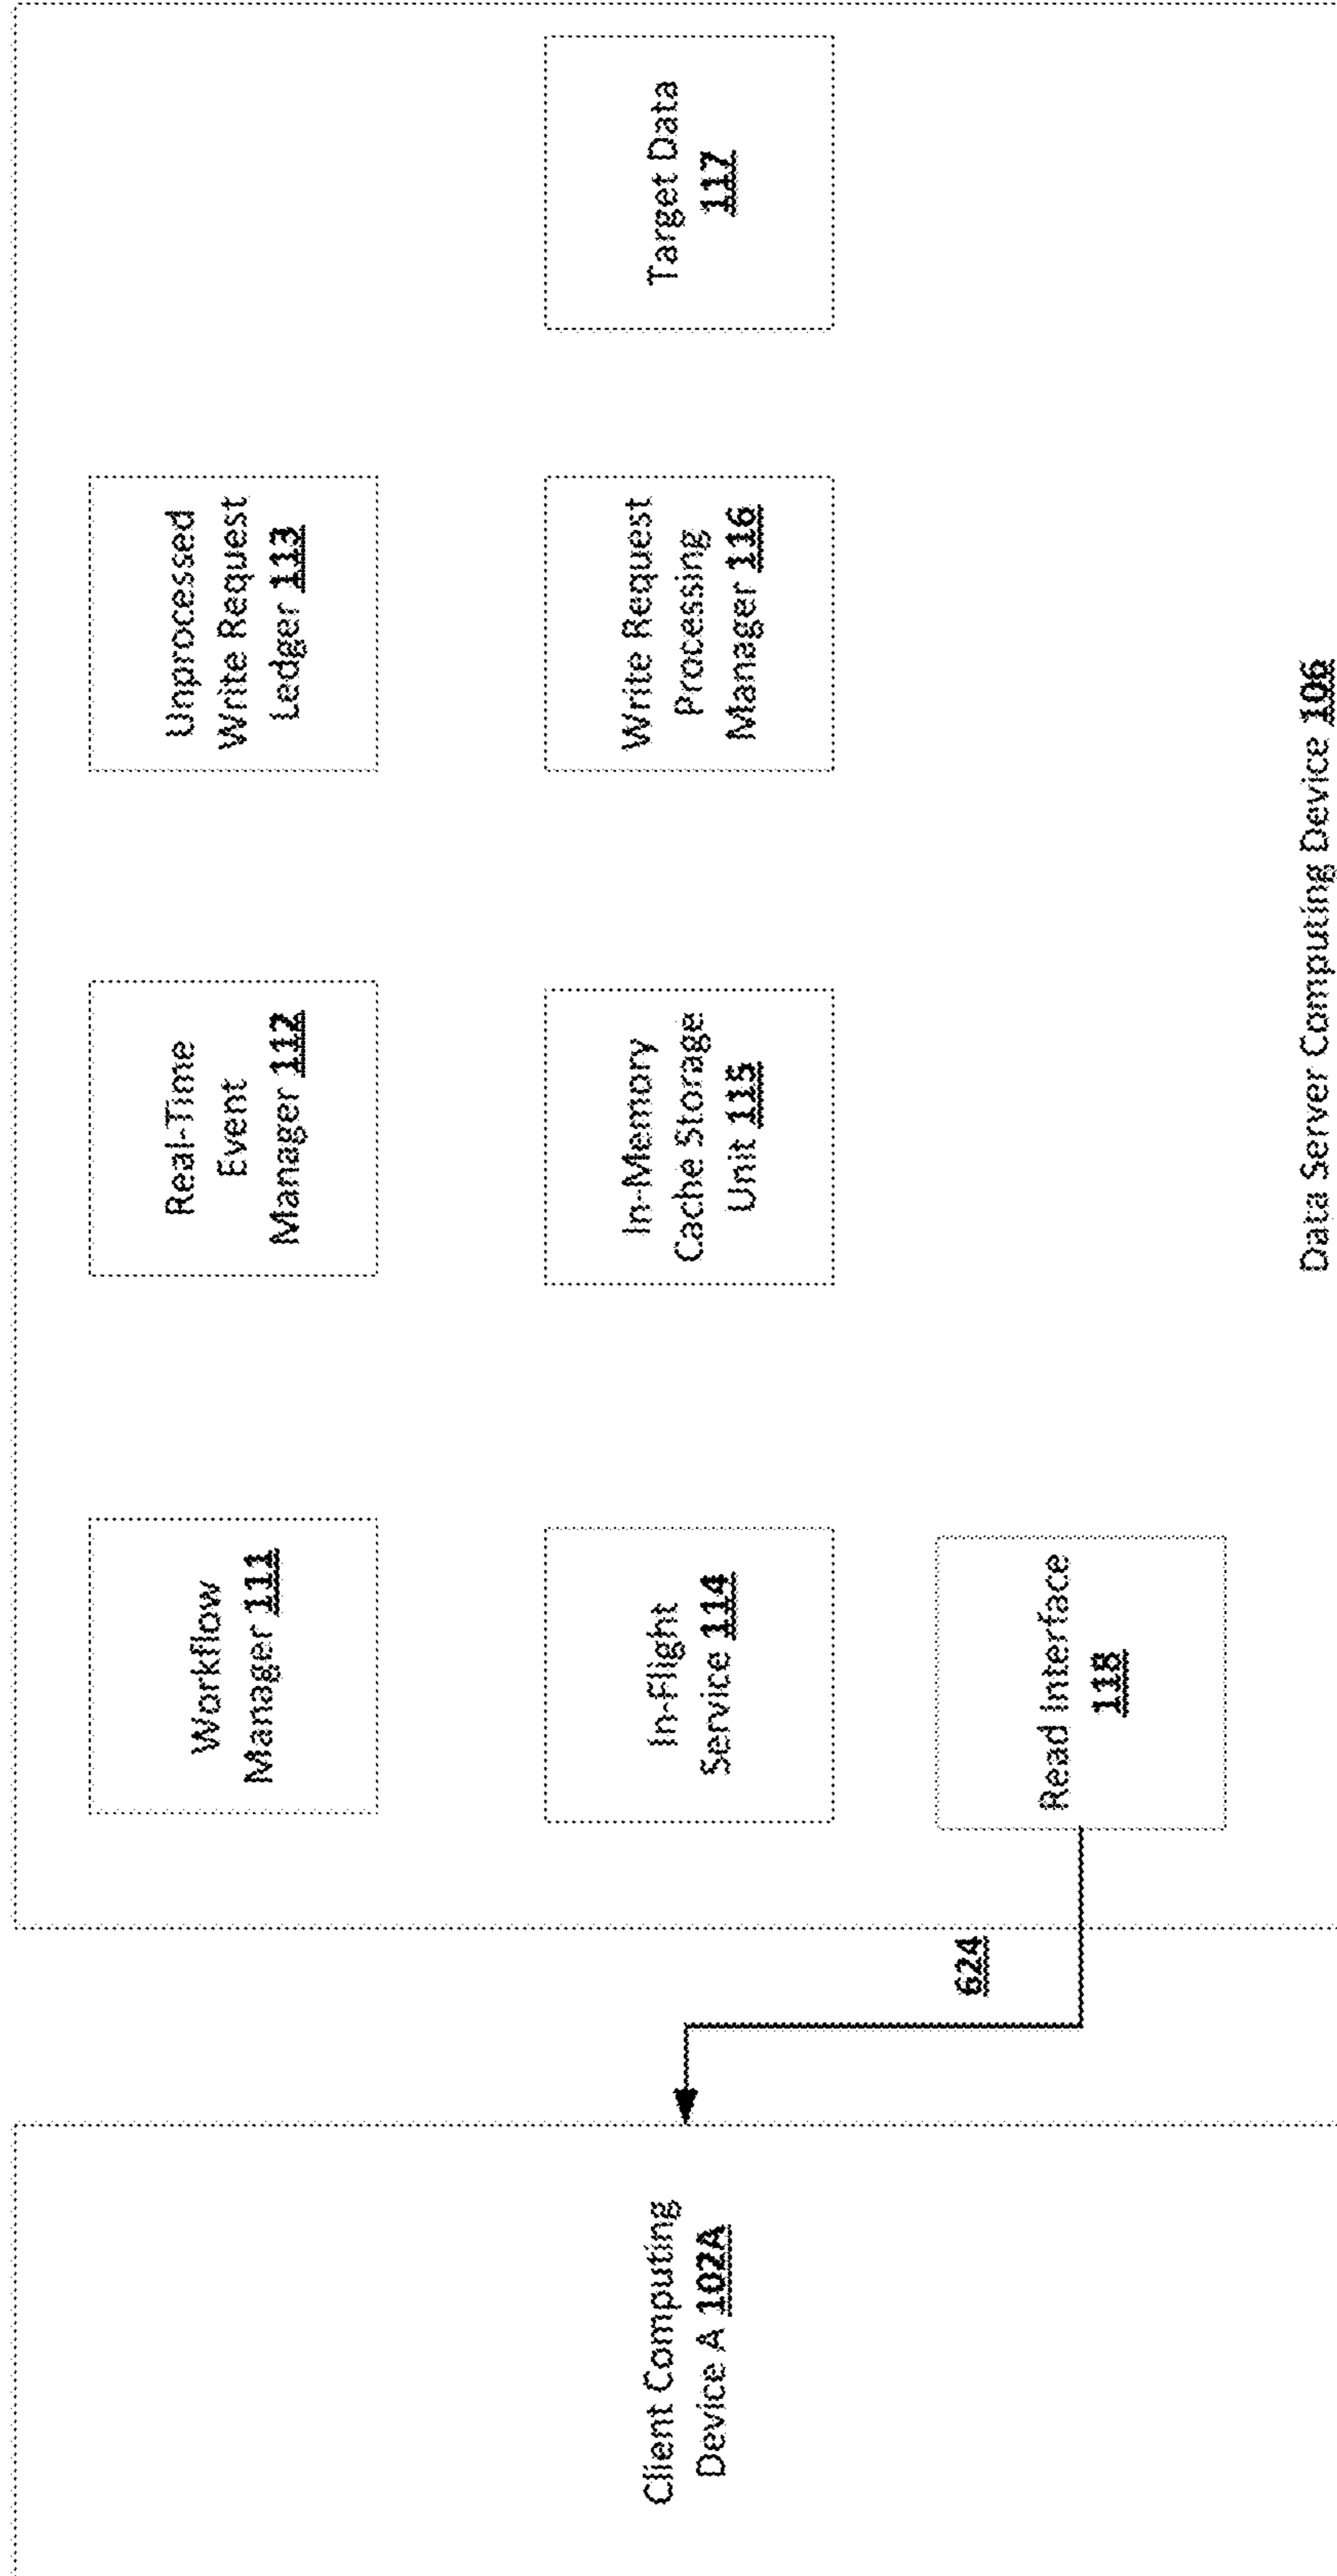 Client Computing
Device A 102A
624
Workflow
Manager 111
Real-Time
Event
Manager 112
Unprocessed
Write Request
Ledger 113
In-Flight
Service 114
In-Memory
Cache Storage
Unit 115
Write Request
Processing
Manager 116
Target Data
117
Read Interface
118
Data Server Computing Device 106